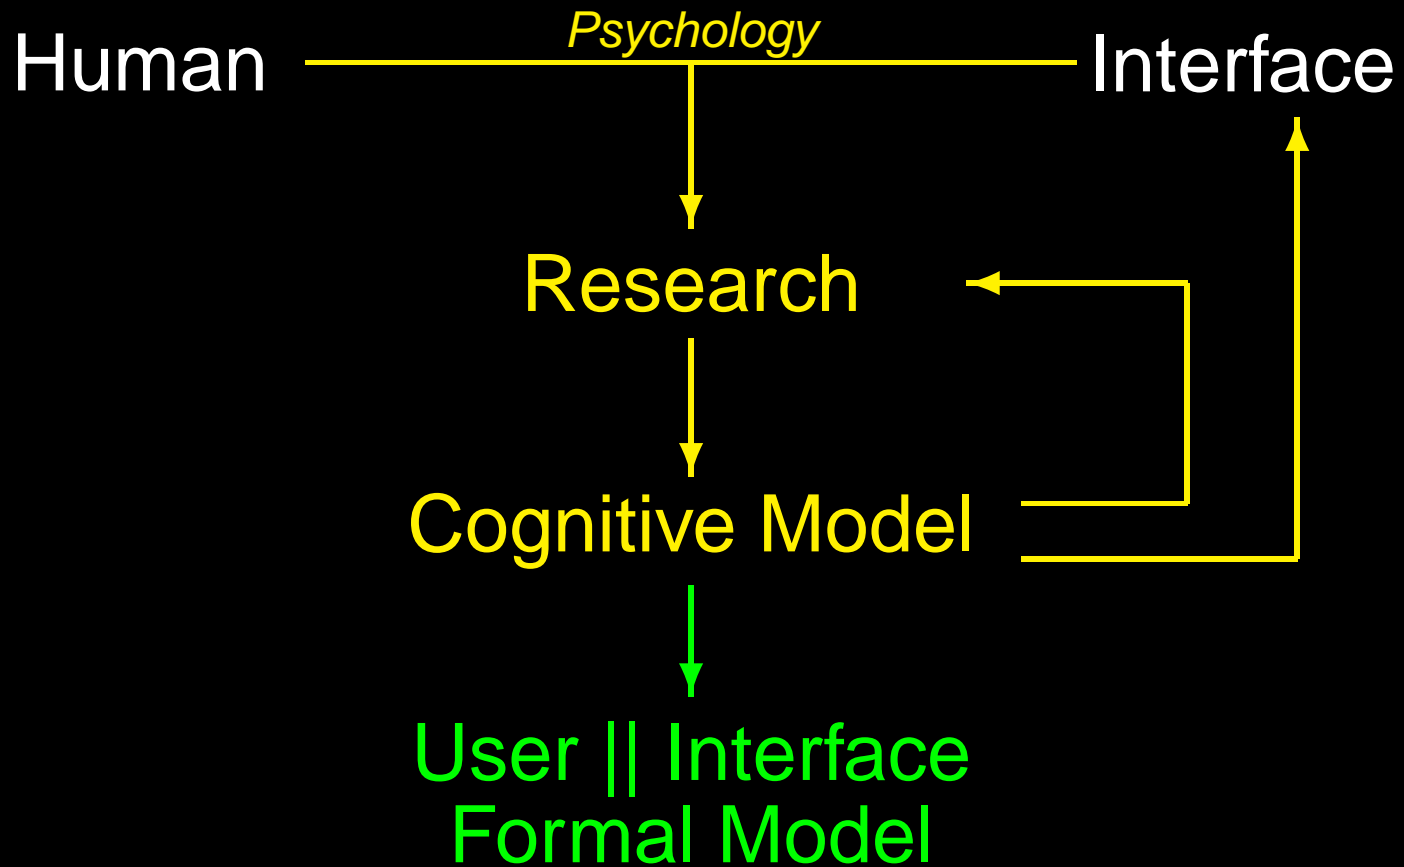 Psychology
Human Interface
Research
Cognitive Model
User || Interface
Formal Model